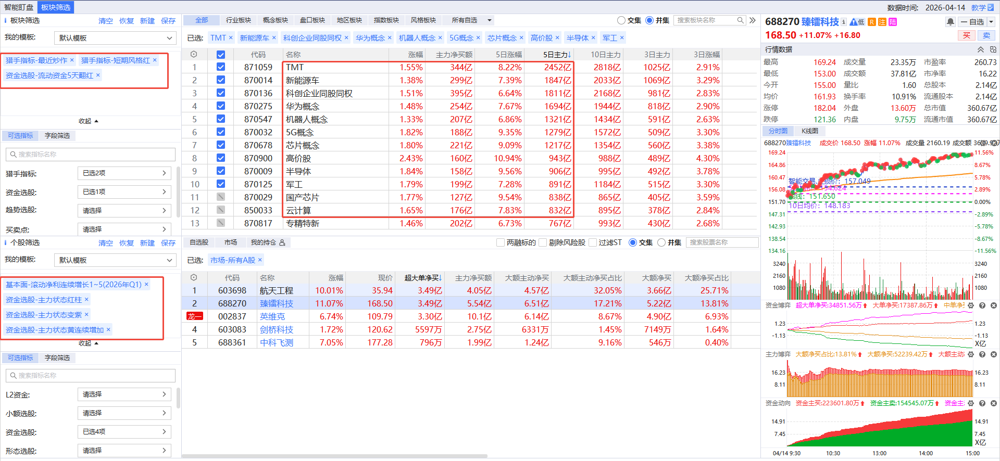 智能盯盘 板块筛选 数据时间: 2026-04-14 教学
板块筛选 清空 恢复 新建 保存
我的模板: 默认模板
猎手指标-最近炒作 × 猎手指标-短期风格红 ×
资金选股-流动资金5天翻红 ×
收起 ▲
可选指标 字段筛选
搜索指标名称
猎手指标: 已选2项
资金选股: 已选1项
趋势选股: 请选择
买卖点: 请选择
个股筛选 清空 恢复 新建 保存
我的模板: 默认模板
基本面-滚动净利连续增长1~5(2026年Q1) ×
资金选股-主力状态红柱 ×
资金选股-主力状态变紫 ×
资金选股-主力状态黄连续增加 ×
收起 ▲
可选指标 字段筛选
搜索指标名称
L2资金: 请选择
小额选股: 请选择
资金选股: 已选4项
形态选股: 请选择
全部 行业板块 概念板块 盘口板块 地区板块 指数板块 风格板块 所有自选 交集 并集 搜索板块名称
已选: TMT × 新能源车 × 科创企业同股同权 × 华为概念 × 机器人概念 × 5G概念 × 芯片概念 × 高价股 × 半导体 × 军工 ×
代码 名称 涨幅 主力净买额 5日涨幅 5日主力↓ 10日主力 3日主力 3日涨幅
1 871059 TMT 1.55% 344亿 8.22% 2452亿 2818亿 1025亿 2.91%
2 870014 新能源车 1.38% 299亿 7.39% 1847亿 2033亿 1069亿 3.29%
3 870136 科创企业同股同权 1.51% 395亿 6.64% 1811亿 2168亿 981亿 2.83%
4 870275 华为概念 1.48% 254亿 7.67% 1694亿 1944亿 818亿 2.90%
5 870547 机器人概念 1.33% 207亿 6.86% 1321亿 1434亿 591亿 2.63%
6 870032 5G概念 1.82% 188亿 9.35% 1279亿 1572亿 509亿 3.30%
7 870678 芯片概念 1.80% 221亿 9.09% 1217亿 1354亿 560亿 3.38%
8 870900 高价股 2.43% 160亿 10.94% 943亿 988亿 489亿 4.30%
9 870009 半导体 1.84% 158亿 9.56% 906亿 995亿 492亿 3.78%
10 870125 军工 1.79% 199亿 7.28% 891亿 1184亿 515亿 3.30%
11 870029 国产芯片 1.77% 127亿 9.54% 838亿 865亿 405亿 3.59%
12 850033 云计算 1.65% 176亿 7.83% 832亿 895亿 378亿 2.84%
13 870817 专精特新 1.46% 202亿 6.73% 767亿 993亿 430亿 2.68%
自选股 市场 我的持仓 两融标的 剔除风险股 过滤ST 交集 并集 搜索股票名称
已选: 市场-所有A股 ×
代码 名称 涨幅 现价 超大单净买↓ 主力净买额 大额主动净买 大额主动净买占比 大额净买 大额净买占比
1 603698 航天工程 10.01% 35.94 3.49亿 4.05亿 4.57亿 32.05% 3.66亿 25.71%
2 688270 臻镭科技 11.07% 168.50 3.49亿 5.54亿 6.51亿 17.21% 5.22亿 13.81%
龙一 002837 英维克 6.74% 109.79 3.30亿 10.1亿 6.14亿 8.67% 4.90亿 6.93%
4 603083 剑桥科技 1.72% 120.62 5597万 2.75亿 6331万 1.45% 7149万 1.64%
5 688361 中科飞测 7.05% 177.28 796万 1.99亿 1.24亿 9.16% 546万 0.40%
688270 臻镭科技 i 低 R 注 陆 自选
168.50 +11.07% +16.80 买 卖
行情数据
最高 169.24 成交量 23.35万 市盈率 260.73
最低 153.00 成交额 37.81亿 市净率 16.22
今开 155.00 量比 1.60 总股本 2.14亿
均价 161.93 换手率 10.91% 流通股本 2.14亿
涨停 182.04 外盘 13.60万 总市值 360.67亿
跌停 121.36 内盘 9.75万 流通市值 360.67亿
分时图 K线图
688270臻镭科技 成交价 168.50 涨幅 11.07% 成交量 2160.19 成交额
169.24 11.56%
164.86 8.67%
160.47 5.78%
智能交易 损价: 157.049
156.08 154.624 2.89%
线: 151.650
151.70 0.00%
10日均价: 148.183
147.31 -2.89%
142.93 -5.78%
138.54 -8.67%
134.16 -11.56%
3240 3240
2160 2160
1080 1080
资金博弈 超大单净买:34851.56万 大单净买:17387.86万 中单净
1.23 1.23
-1.13 -1.13
X亿
主力博弈 大额净买占比:13.81% 大额净买:52239.42万 大额主动
16.23 16.23
8.11 8.11
资金动向 资金主买:223601.80万 资金主卖:154545.07万 资金主
14.91 14.91
7.45 7.45
X亿
04/14 9:30 10:30 13:00 14:00 15:00